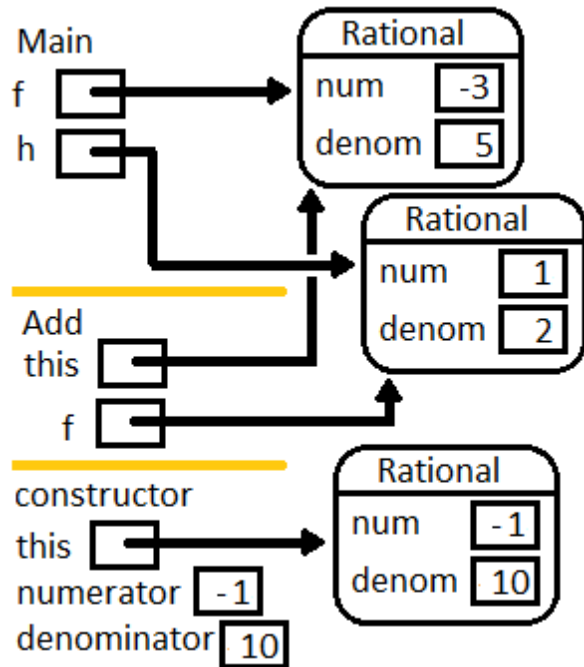 Main
f
h
Rational
num -3
denom 5
Rational
num 1
denom 2
Add
this
f
constructor
this
numerator -1
denominator 10
Rational
num -1
denom 10